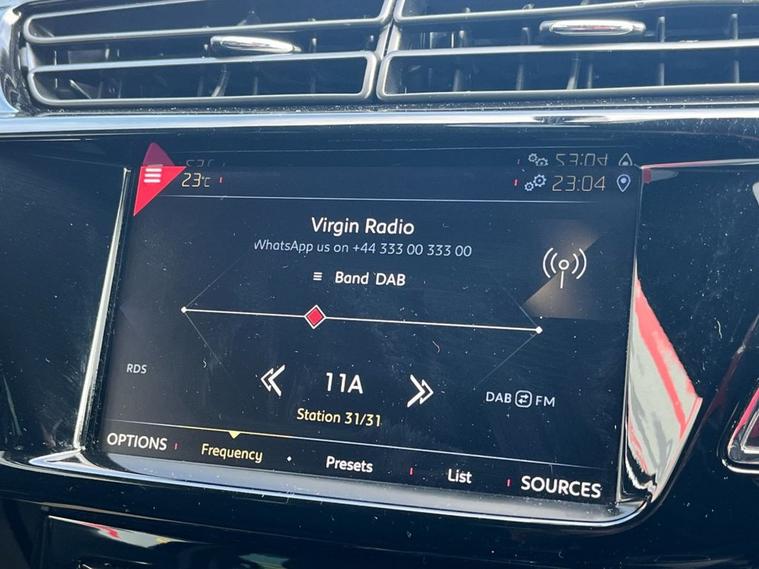 23°C
23:04
Virgin Radio
WhatsApp us on +44 333 00 333 00
Band DAB
RDS
11A
DAB FM
Station 31/31
OPTIONS Frequency Presets List SOURCES